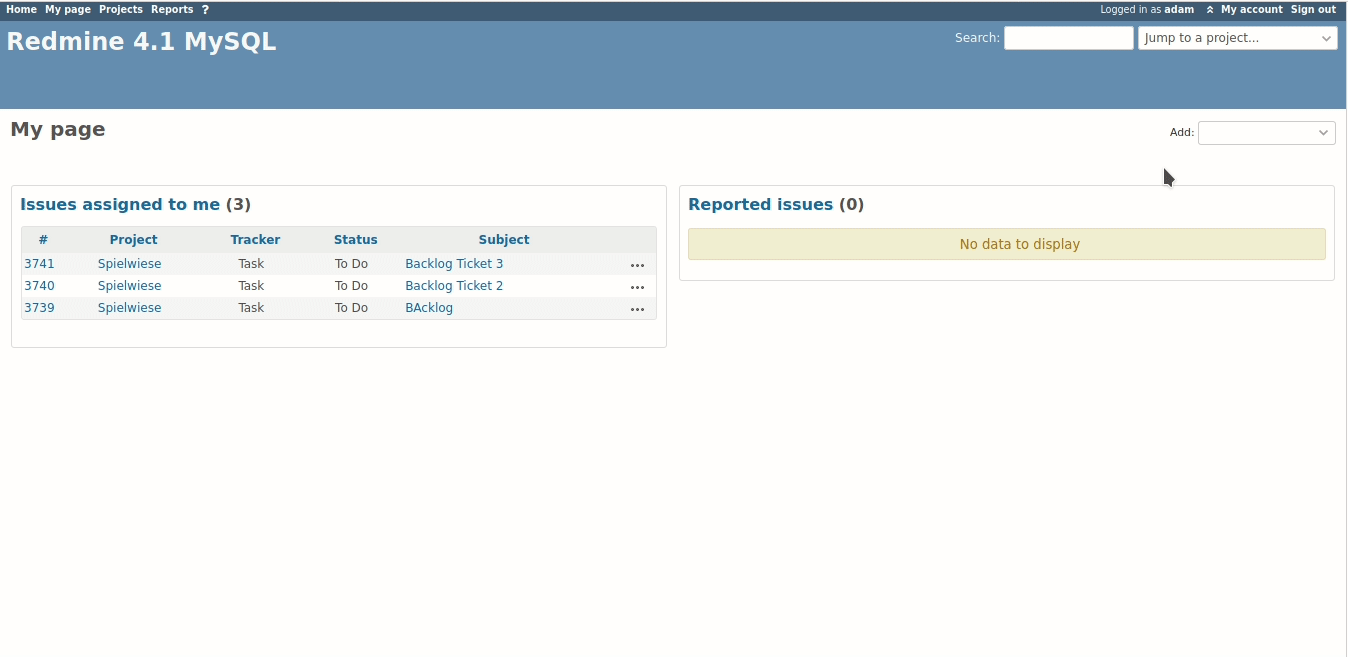 Home My page Projects Reports ? Logged in as adam My account Sign out
Redmine 4.1 MySQL Search: Jump to a project...
My page Add:
Issues assigned to me (3)
# Project Tracker Status Subject
3741 Spielwiese Task To Do Backlog Ticket 3 ...
3740 Spielwiese Task To Do Backlog Ticket 2 ...
3739 Spielwiese Task To Do BAcklog ...
Reported issues (0)
No data to display